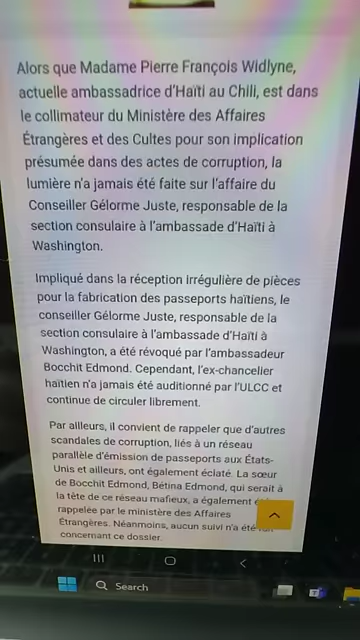 Alors que Madame Pierre François Widlyne,
actuelle ambassadrice d'Haïti au Chili, est dans
le collimateur du Ministère des Affaires
Étrangères et des Cultes pour son implication
présumée dans des actes de corruption, la
lumière n'a jamais été faite sur l'affaire du
Conseiller Gélorme Juste, responsable de la
section consulaire à l'ambassade d'Haïti à
Washington.
Impliqué dans la réception irrégulière de pièces
pour la fabrication des passeports haïtiens, le
conseiller Gélorme Juste, responsable de la
section consulaire à l'ambassade d'Haïti à
Washington, a été révoqué par l'ambassadeur
Bocchit Edmond. Cependant, l'ex-chancelier
haïtien n'a jamais été auditionné par l'ULCC et
continue de circuler librement.
Par ailleurs, il convient de rappeler que d'autres
scandales de corruption, liés à un réseau
parallèle d'émission de passeports aux États-
Unis et ailleurs, ont également éclaté. La sœur
de Bocchit Edmond, Bétina Edmond, qui serait à
la tête de ce réseau mafieux, a également
rappelée par le ministère des Affaires
Étrangères. Néanmoins, aucun suivi n'a été
concernant ce dossier.
Search